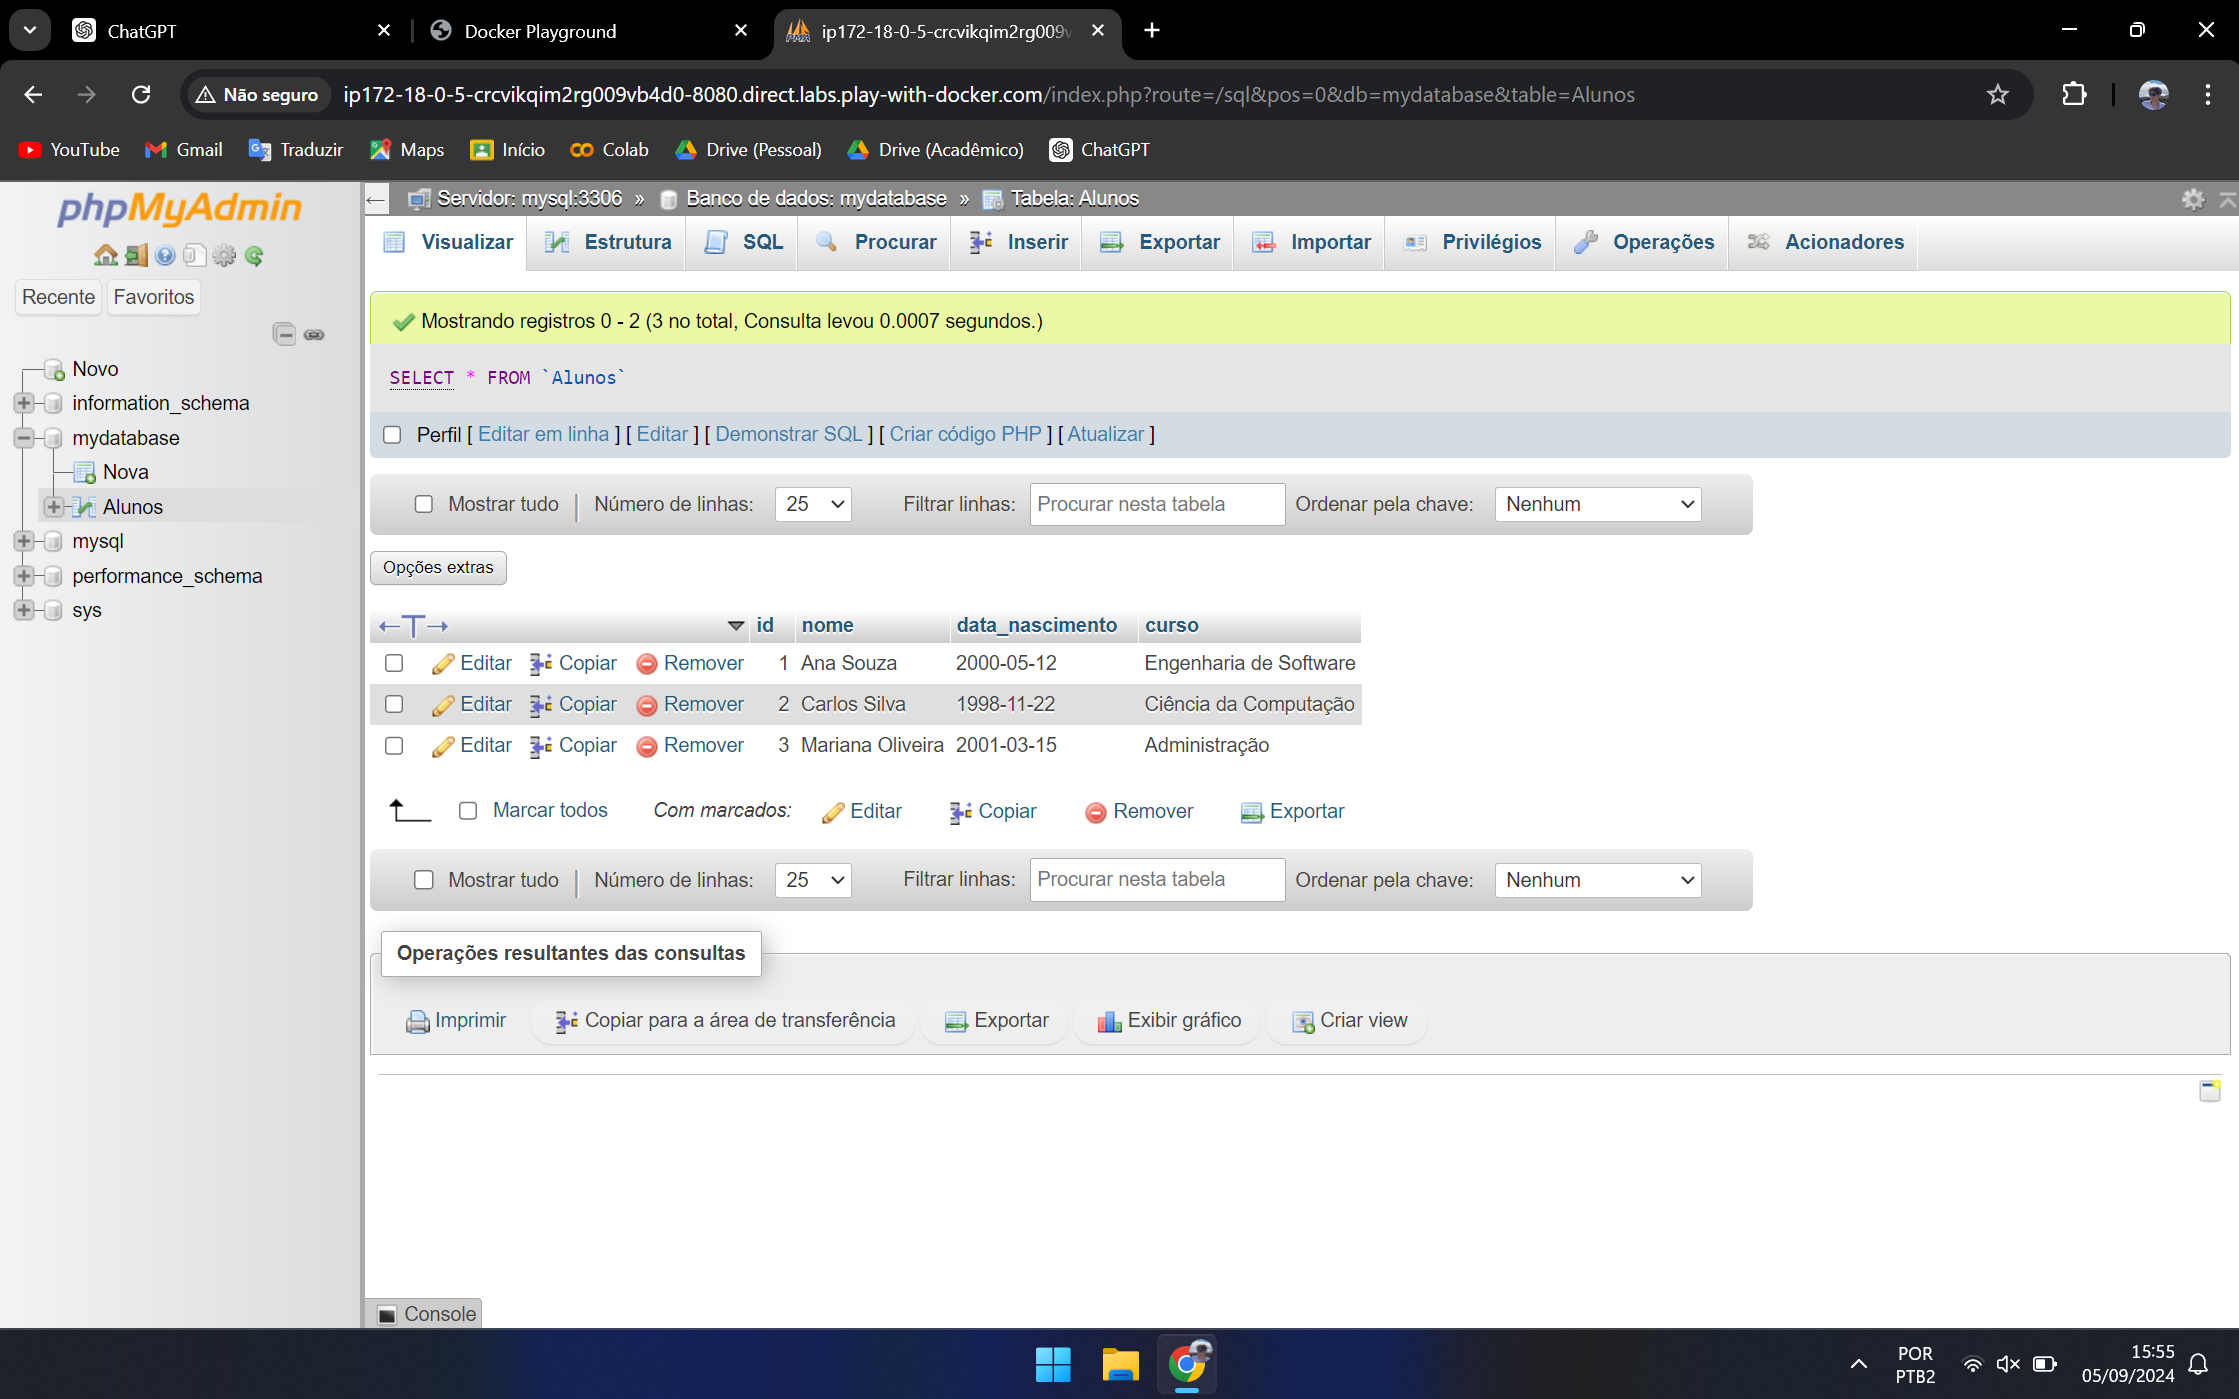 ChatGPT
Docker Playground
ip172-18-0-5-crcvikqim2rg009v
Não seguro
ip172-18-0-5-crcvikqim2rg009vb4d0-8080.direct.labs.play-with-docker.com/index.php?route=/sql&pos=0&db=mydatabase&table=Alunos
YouTube
Gmail
Traduzir
Maps
Início
Colab
Drive (Pessoal)
Drive (Acadêmico)
ChatGPT
phpMyAdmin
Recente
Favoritos
Novo
information_schema
mydatabase
Nova
Alunos
mysql
performance_schema
sys
Servidor: mysql:3306 » Banco de dados: mydatabase » Tabela: Alunos
Visualizar
Estrutura
SQL
Procurar
Inserir
Exportar
Importar
Privilégios
Operações
Acionadores
Mostrando registros 0 - 2 (3 no total, Consulta levou 0.0007 segundos.)
SELECT * FROM `Alunos`
Perfil [ Editar em linha ] [ Editar ] [ Demonstrar SQL ] [ Criar código PHP ] [ Atualizar ]
Mostrar tudo | Número de linhas: 25 Filtrar linhas: Procurar nesta tabela Ordenar pela chave: Nenhum
Opções extras
←T→ id nome data_nascimento curso
Editar Copiar Remover 1 Ana Souza 2000-05-12 Engenharia de Software
Editar Copiar Remover 2 Carlos Silva 1998-11-22 Ciência da Computação
Editar Copiar Remover 3 Mariana Oliveira 2001-03-15 Administração
Marcar todos Com marcados: Editar Copiar Remover Exportar
Mostrar tudo | Número de linhas: 25 Filtrar linhas: Procurar nesta tabela Ordenar pela chave: Nenhum
Operações resultantes das consultas
Imprimir Copiar para a área de transferência Exportar Exibir gráfico Criar view
Console
POR
PTB2
15:55
05/09/2024